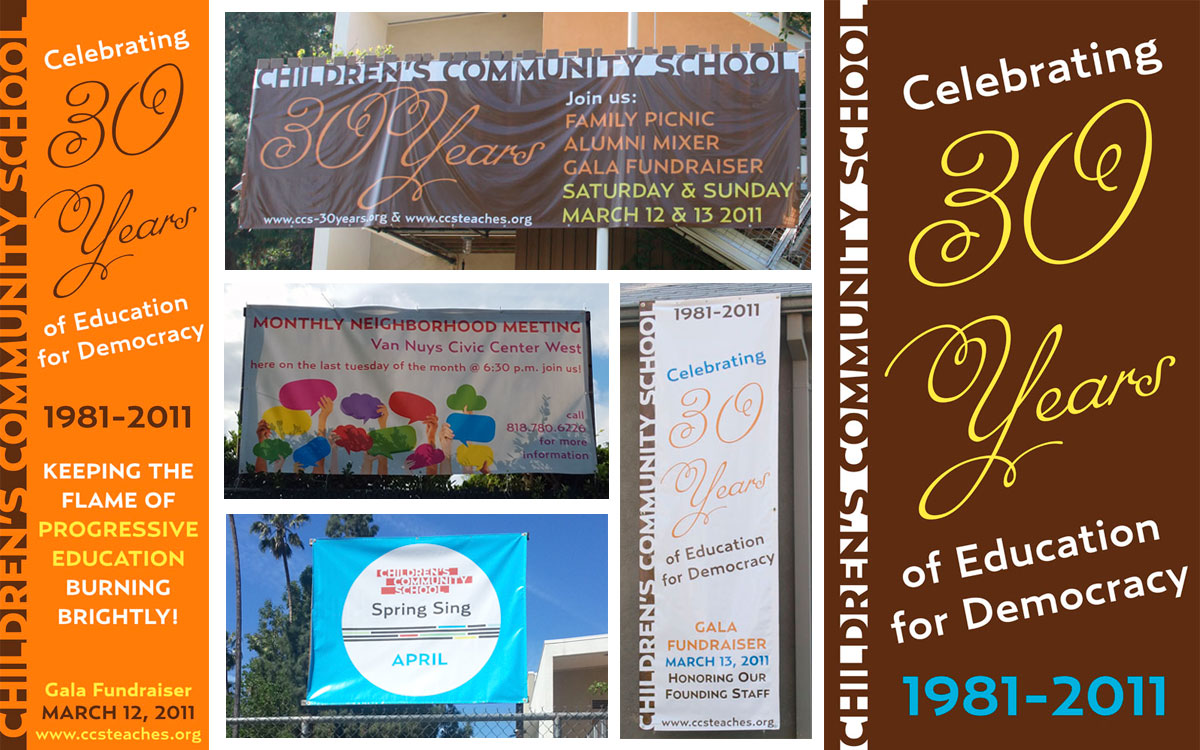 CHILDREN'S COMMUNITY SCHOOL
Celebrating
30
Years
of Education
for Democracy
1981-2011
KEEPING THE
FLAME OF
PROGRESSIVE
EDUCATION
BURNING
BRIGHTLY!
Gala Fundraiser
MARCH 12, 2011
www.ccsteaches.org
CHILDREN'S COMMUNITY SCHOOL
30 Years
Join us:
FAMILY PICNIC
ALUMNI MIXER
GALA FUNDRAISER
SATURDAY & SUNDAY
MARCH 12 & 13 2011
www.ccs-30years.org & www.ccsteaches.org
MONTHLY NEIGHBORHOOD MEETING
Van Nuys Civic Center West
here on the last tuesday of the month @ 6:30 p.m. join us!
call
818.780.6226
for more
information
CHILDREN'S
COMMUNITY
SCHOOL
Spring Sing
APRIL
CHILDREN'S COMMUNITY SCHOOL
1981-2011
Celebrating
30
Years
of Education
for Democracy
GALA
FUNDRAISER
MARCH 13, 2011
HONORING OUR
FOUNDING STAFF
www.ccsteaches.org
CHILDREN'S COMMUNITY SCHOOL
Celebrating
30
Years
of Education
for Democracy
1981-2011